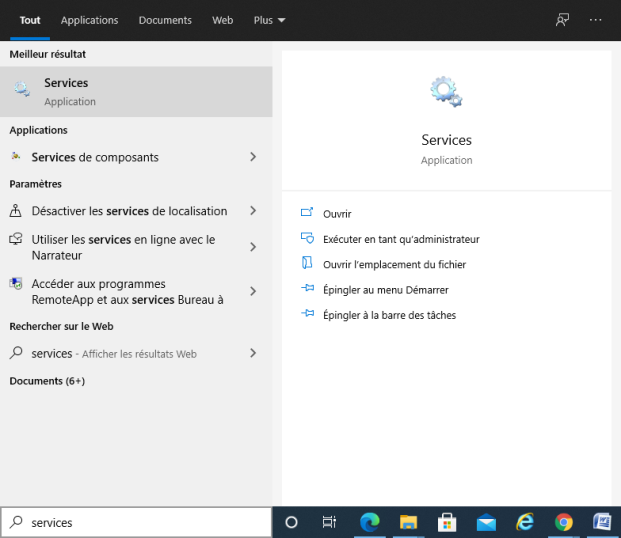 Tout Applications Documents Web Plus
Meilleur résultat
Services
Application
Applications
Services de composants
Paramètres
Désactiver les services de localisation
Utiliser les services en ligne avec le
Narrateur
Accéder aux programmes
RemoteApp et aux services Bureau à
Rechercher sur le Web
services - Afficher les résultats Web
Documents (6+)
Services
Application
Ouvrir
Exécuter en tant qu'administrateur
Ouvrir l'emplacement du fichier
Épingler au menu Démarrer
Épingler à la barre des tâches
services